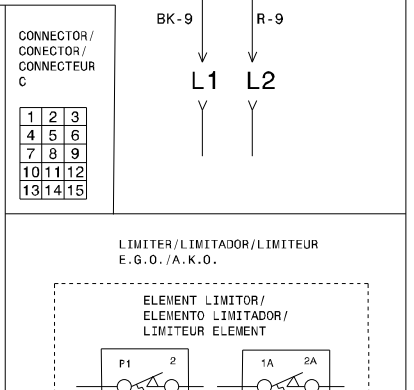 BK-9 R-9
CONNECTOR/
CONECTOR/
CONNECTEUR
C
L1 L2
1 2 3
4 5 6
7 8 9
10 11 12
13 14 15
LIMITER/LIMITADOR/LIMITEUR
E.G.O./A.K.O.
ELEMENT LIMITOR/
ELEMENTO LIMITADOR/
LIMITEUR ELEMENT
P1 2 1A 2A